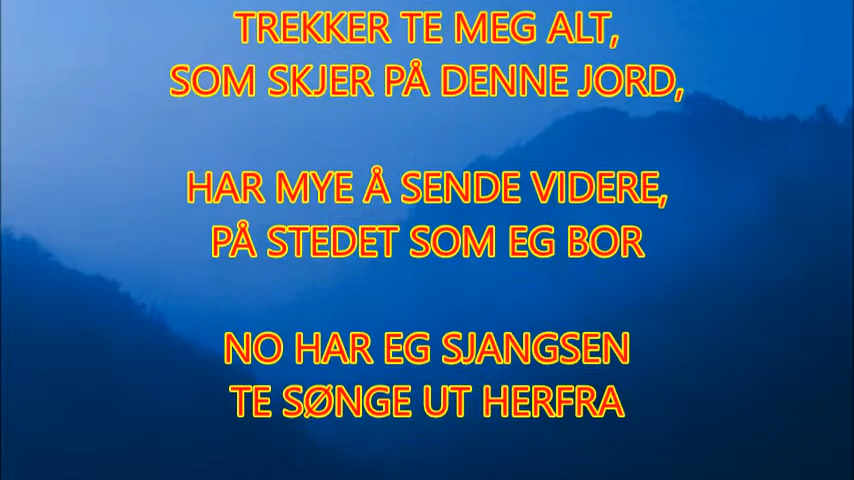 TREKKER TE MEG ALT,
SOM SKJER PÅ DENNE JORD,
HAR MYE Å SENDE VIDERE,
PÅ STEDET SOM EG BOR
NO HAR EG SJANGSEN
TE SØNGE UT HERFRA